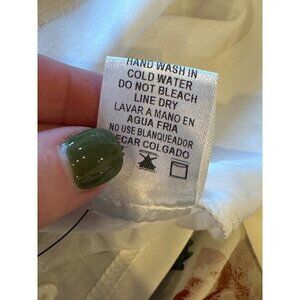 HAND WASH IN
COLD WATER
DO NOT BLEACH
LINE DRY
LAVAR A MANO EN
AGUA FRIA
NO USE BLANQUEADOR
ECAR COLGADO